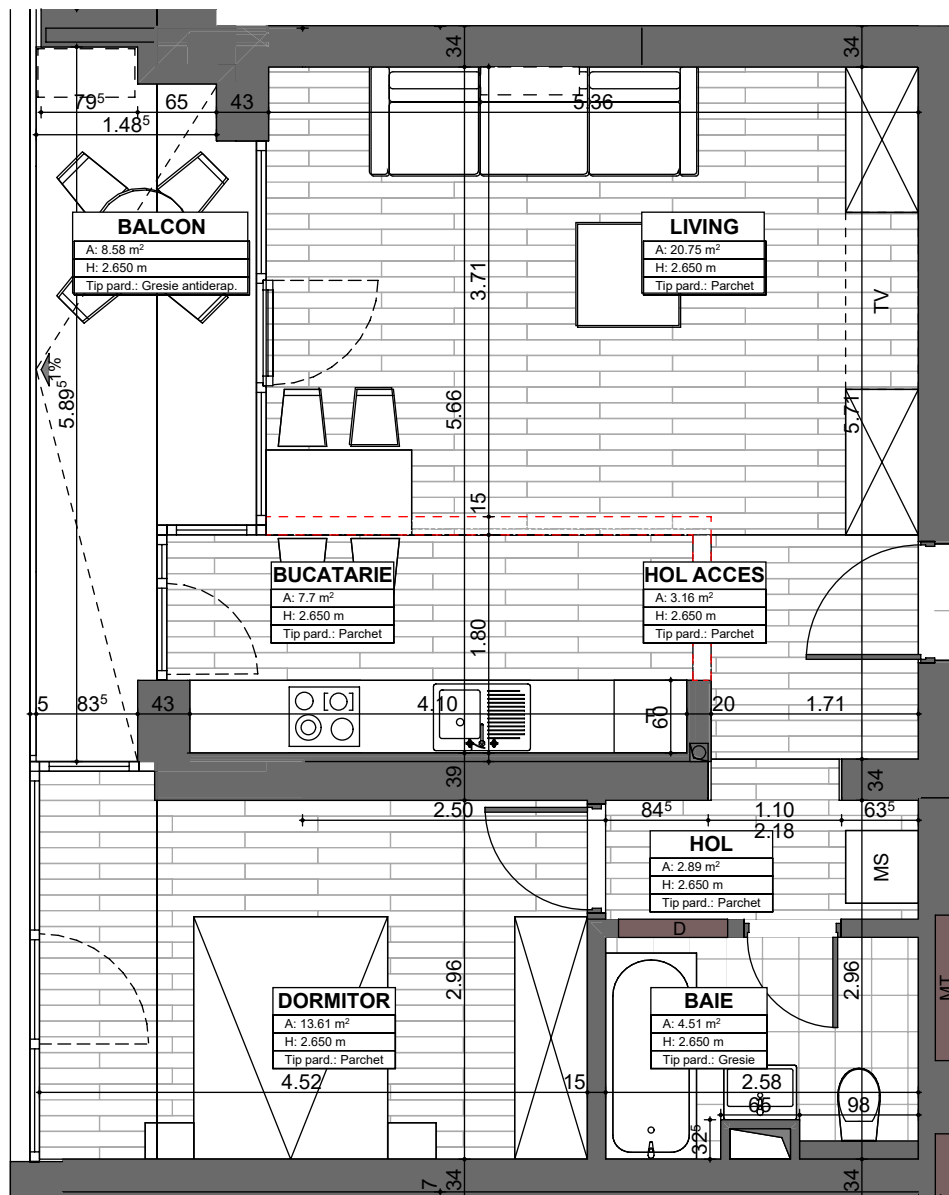 34
34
79⁵
65
43
5.36
1.48⁵
BALCON
A: 8.58 m²
H: 2.650 m
Tip pard.: Gresie antiderap.
LIVING
A: 20.75 m²
H: 2.650 m
Tip pard.: Parchet
3.71
TV
1%
5.89⁵
5.66
5.71
15
BUCATARIE
A: 7.7 m²
H: 2.650 m
Tip pard.: Parchet
HOL ACCES
A: 3.16 m²
H: 2.650 m
Tip pard.: Parchet
1.80
5
83⁵
43
4.10
60
20
1.71
39
34
2.50
84⁵
1.10
63⁵
2.18
HOL
A: 2.89 m²
H: 2.650 m
Tip pard.: Parchet
MS
D
2.96
2.96
MT
DORMITOR
A: 13.61 m²
H: 2.650 m
Tip pard.: Parchet
BAIE
A: 4.51 m²
H: 2.650 m
Tip pard.: Gresie
4.52
15
2.58
65
98
32⁵
7
34
34